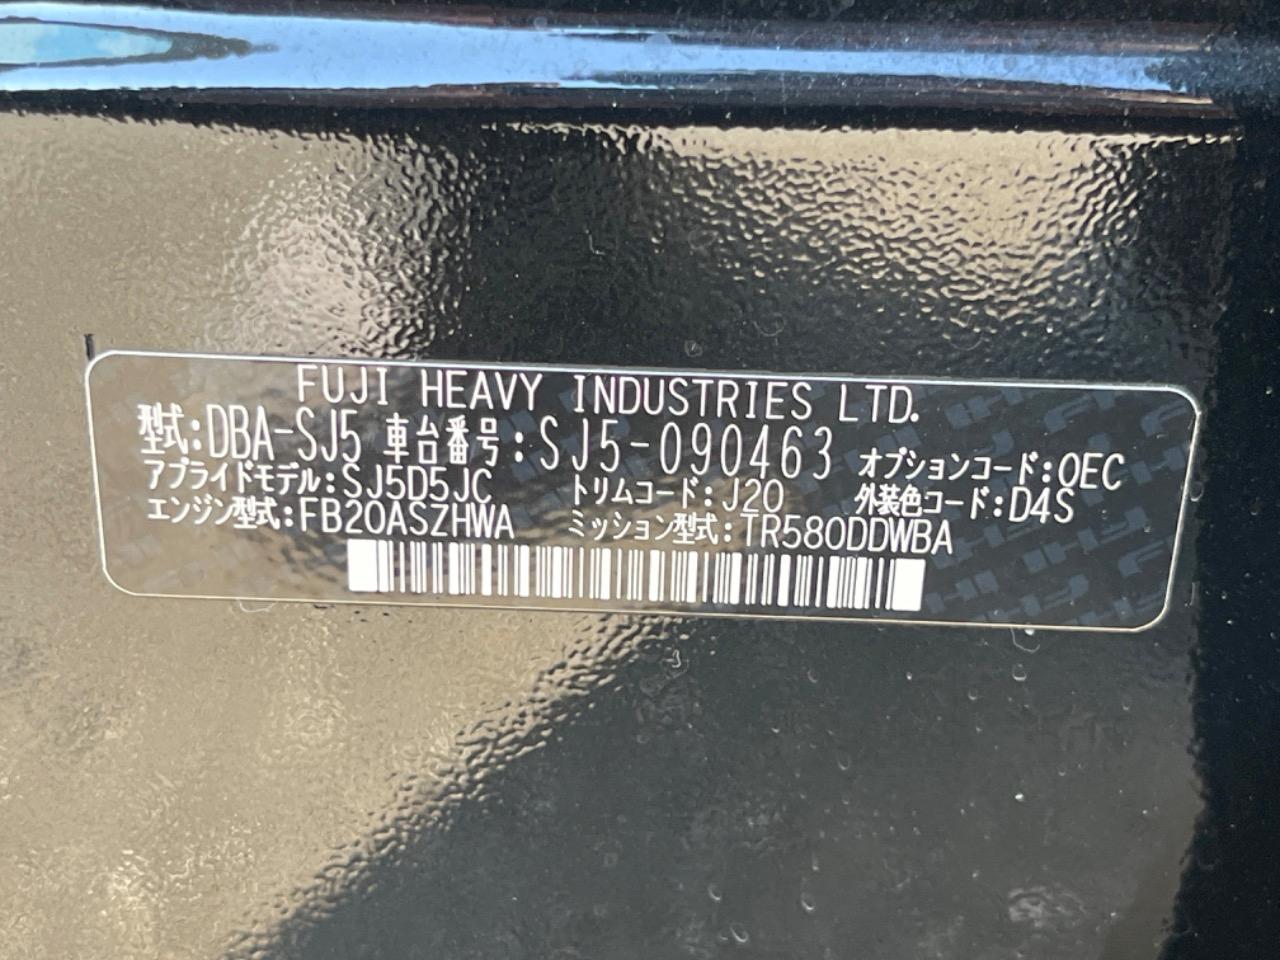 FUJI HEAVY INDUSTRIES LTD.
型式:DBA-SJ5 車台番号:SJ5-090463 オプションコード:OEC
アプライドモデル:SJ5D5JC トリムコード:J20 外装色コード:D4S
エンジン型式:FB20ASZHWA ミッション型式:TR580DDWBA